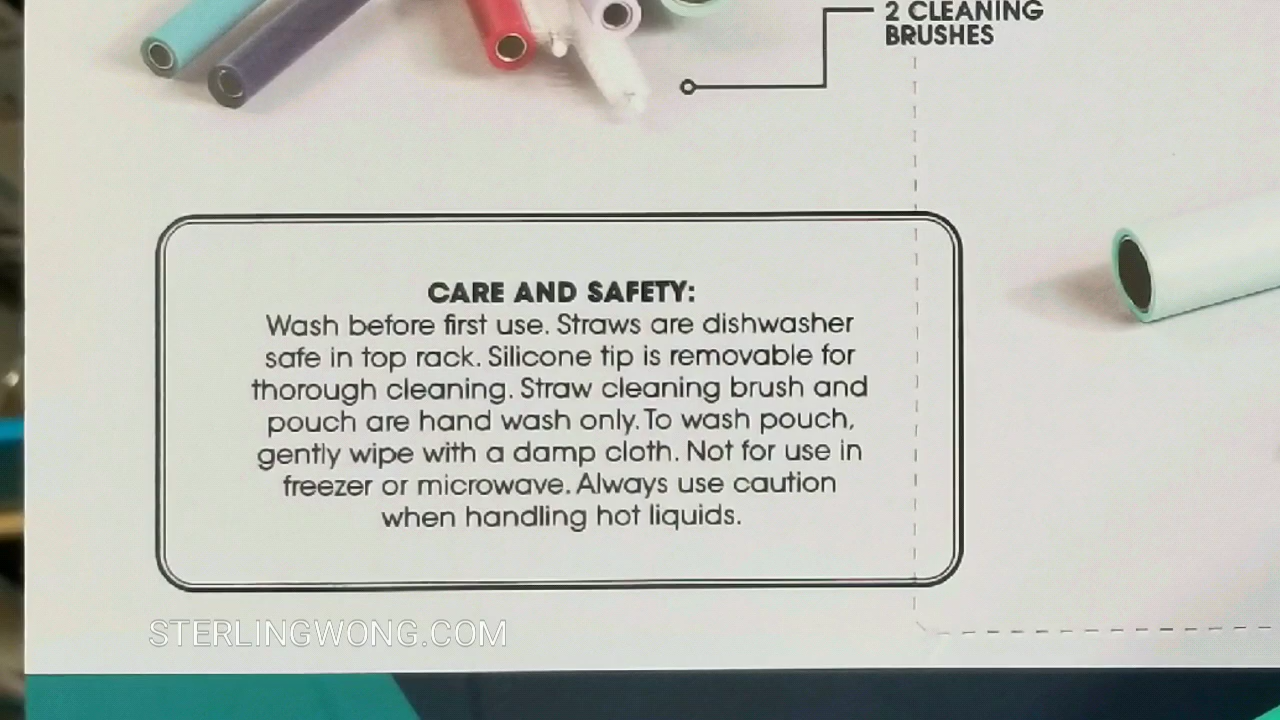 2 CLEANING
BRUSHES
CARE AND SAFETY:
Wash before first use. Straws are dishwasher
safe in top rack. Silicone tip is removable for
thorough cleaning. Straw cleaning brush and
pouch are hand wash only. To wash pouch,
gently wipe with a damp cloth. Not for use in
freezer or microwave. Always use caution
when handling hot liquids.
STERLINGWONG.COM